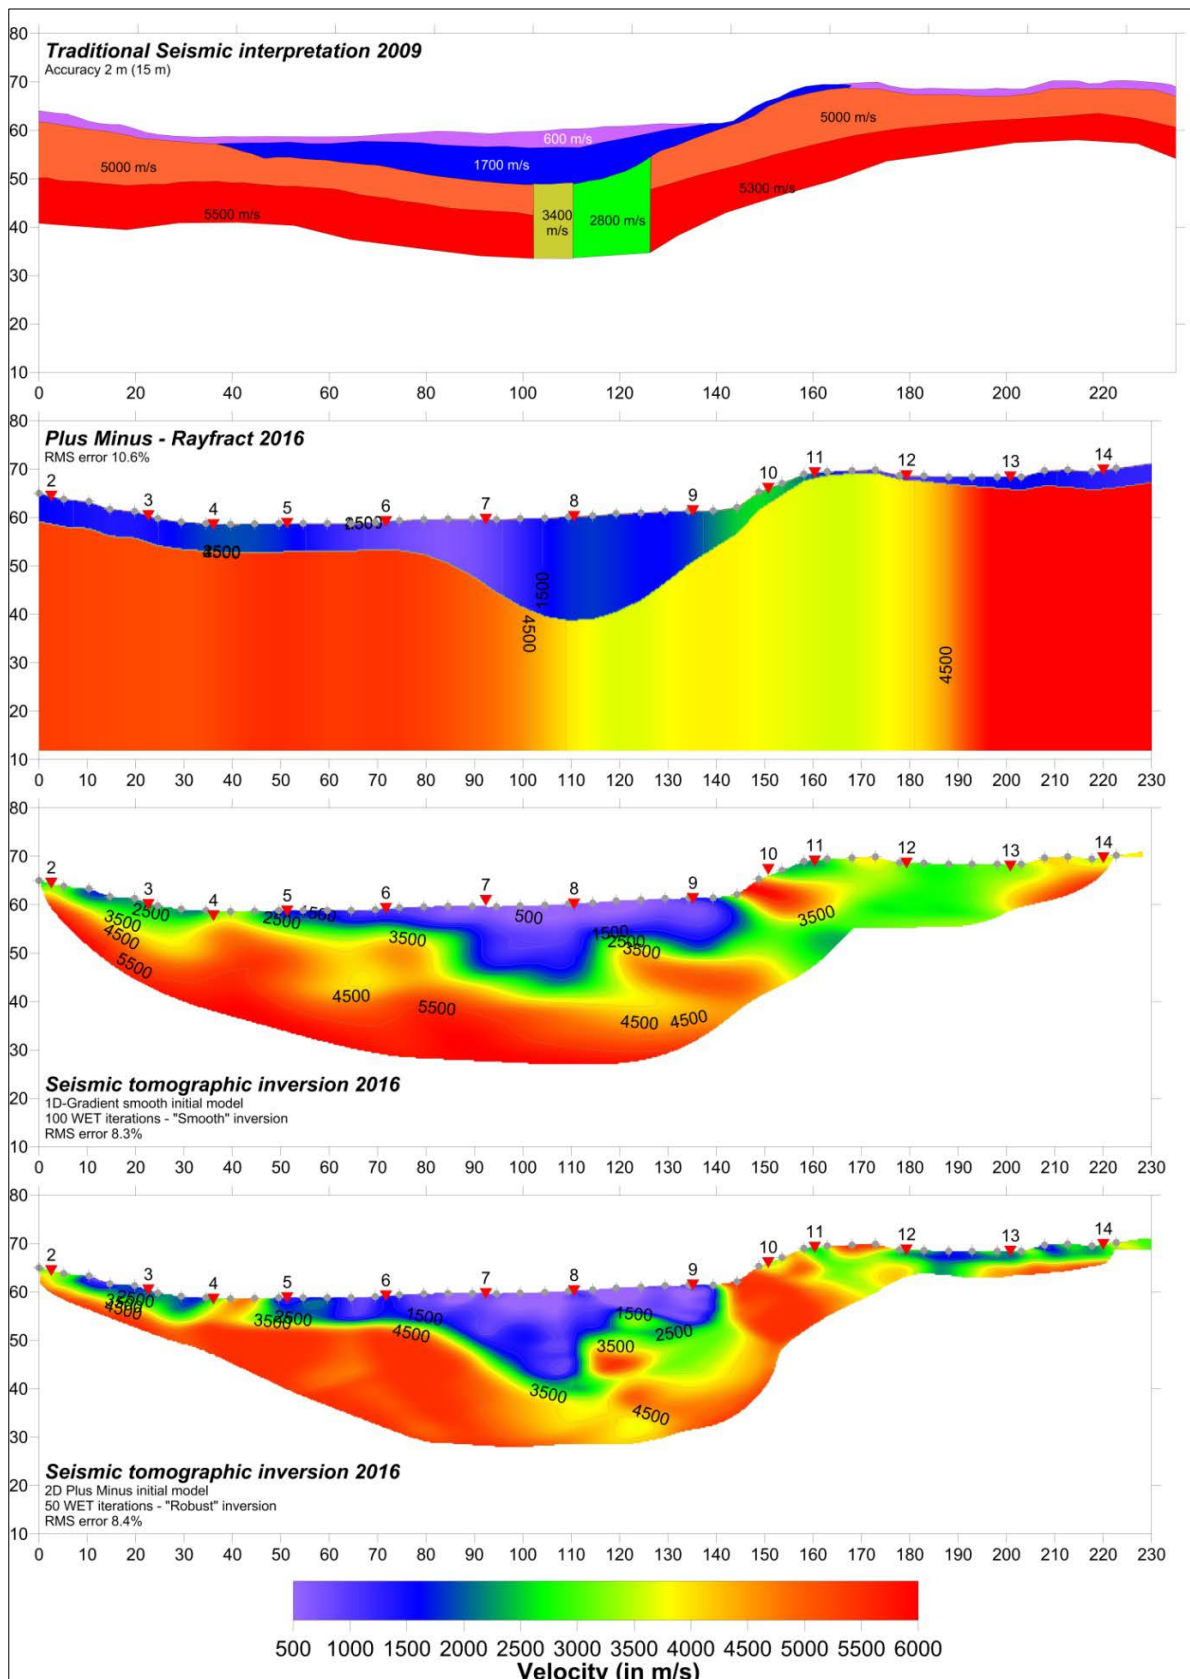 80
Traditional Seismic interpretation 2009
Accuracy 2 m (15 m)
70
60
50
40
30
20
10
600 m/s
5000 m/s
1700 m/s
5000 m/s
5500 m/s
3400 m/s
2800 m/s
5300 m/s
0 20 40 60 80 100 120 140 160 180 200 220
80
Plus Minus - Rayfract 2016
RMS error 10.6%
70
60
50
40
30
20
10
2 3 4 5 6 7 8 9 10 11 12 13 14
1500
4500
4500
0 10 20 30 40 50 60 70 80 90 100 110 120 130 140 150 160 170 180 190 200 210 220 230
80
70
60
50
40
30
20
10
2 3 4 5 6 7 8 9 10 11 12 13 14
2500
3500
4500
5500
2500
3500
4500
5500
500
1500
2500
3500
4500
4500
3500
Seismic tomographic inversion 2016
1D-Gradient smooth initial model
100 WET iterations - "Smooth" inversion
RMS error 8.3%
0 10 20 30 40 50 60 70 80 90 100 110 120 130 140 150 160 170 180 190 200 210 220 230
80
70
60
50
40
30
20
10
2 3 4 5 6 7 8 9 10 11 12 13 14
2500
4500
3500
2500
1500
4500
3500
1500
2500
3500
4500
Seismic tomographic inversion 2016
2D Plus Minus initial model
50 WET iterations - "Robust" inversion
RMS error 8.4%
0 10 20 30 40 50 60 70 80 90 100 110 120 130 140 150 160 170 180 190 200 210 220 230
500 1000 1500 2000 2500 3000 3500 4000 4500 5000 5500 6000
Velocity (in m/s)